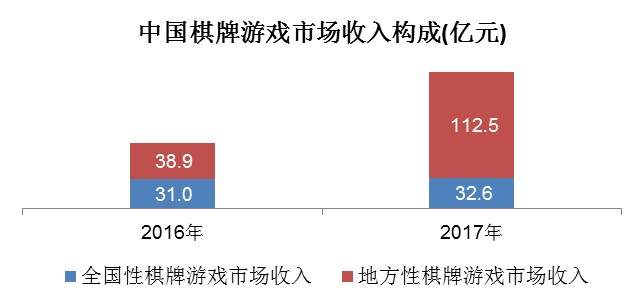 中国棋牌游戏市场收入构成(亿元)
112.5
38.9
31.0
32.6
2016年
2017年
全国性棋牌游戏市场收入
地方性棋牌游戏市场收入